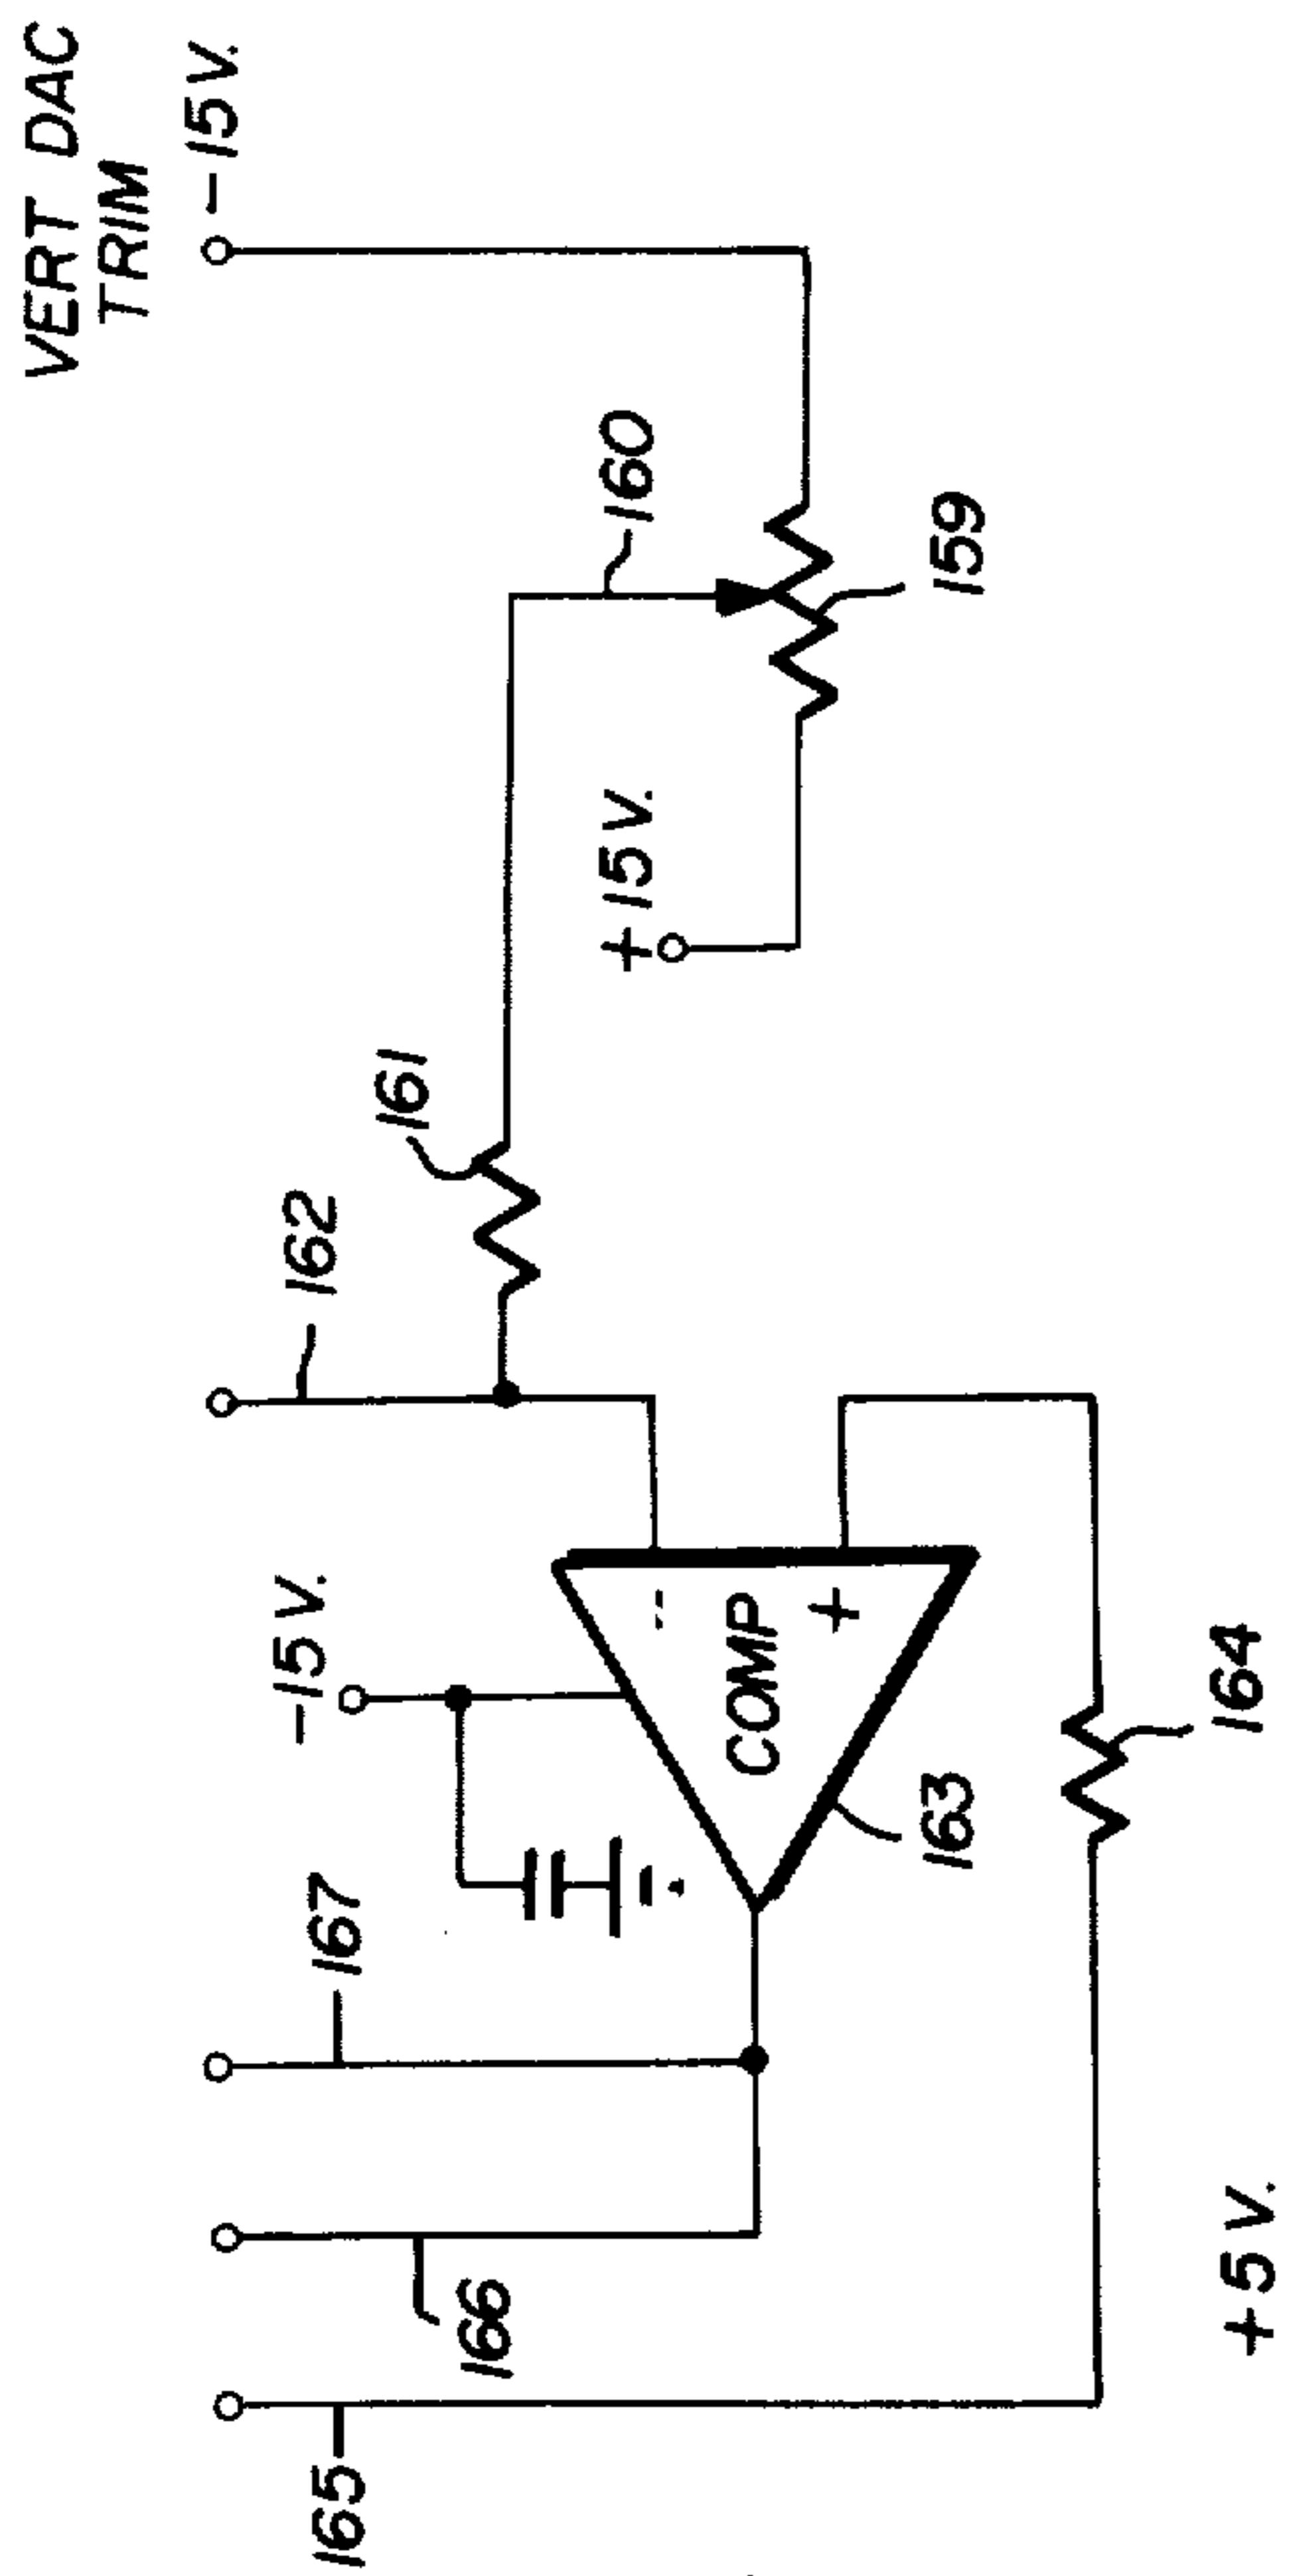 VERT DAC
TRIM
-15V.
160
159
+15V.
161
162
-15V.
COMP
- +
163
164
167
166
165
+5V.